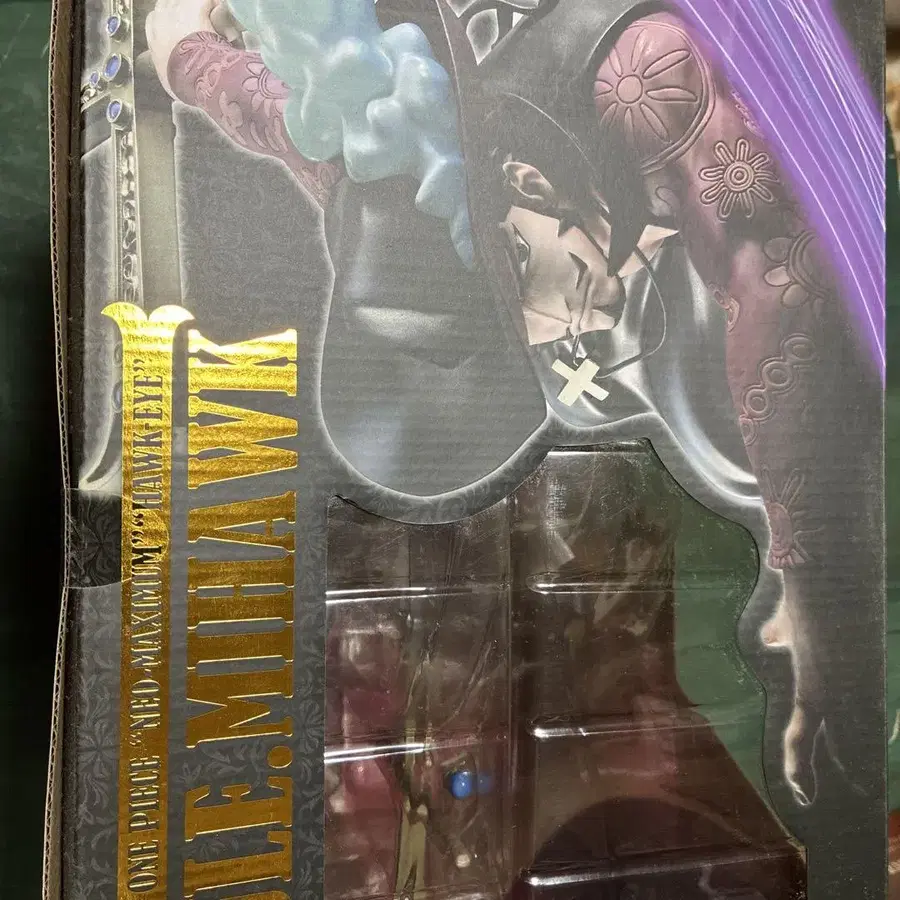 ONE PIECE “NEO-MAXIMUM” “HAWK-EYE”
ULE.MIHAWK